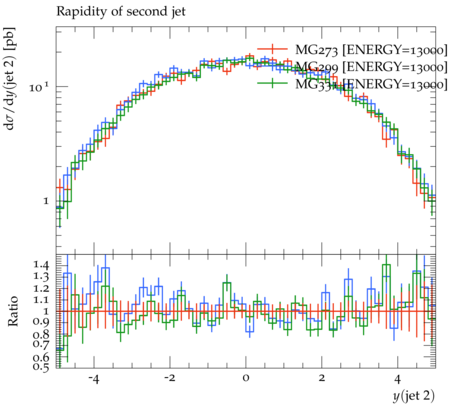 Rapidity of second jet
dσ/dy(jet 2) [pb]
MG273 [ENERGY=13000]
MG299 [ENERGY=13000]
MG331 [ENERGY=13000]
10¹
1
Ratio
1.4
1.3
1.2
1.1
1
0.9
0.8
0.7
0.6
0.5
-4 -2 0 2 4
y(jet 2)